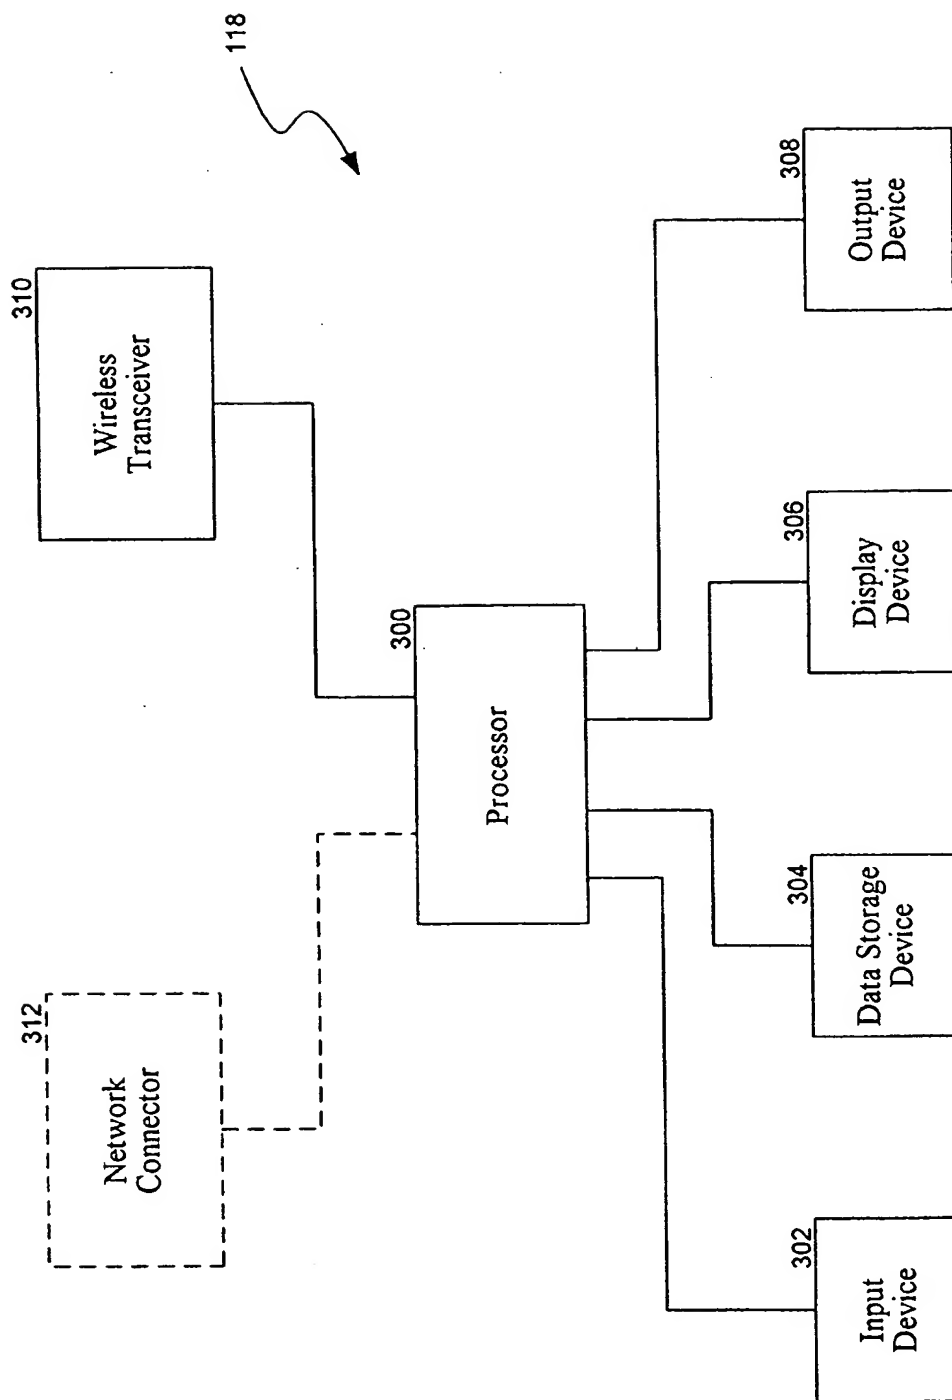 118
310
Wireless
Transceiver
312
Network
Connector
300
Processor
302
Input
Device
304
Data Storage
Device
306
Display
Device
308
Output
Device